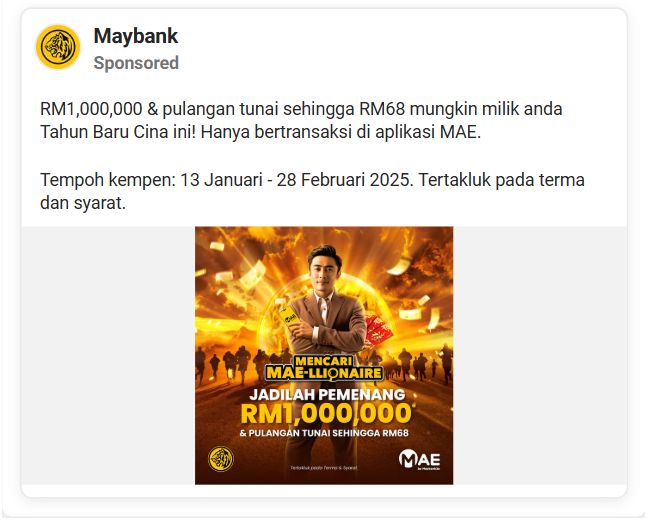 Maybank
Sponsored
RM1,000,000 & pulangan tunai sehingga RM68 mungkin milik anda
Tahun Baru Cina ini! Hanya bertransaksi di aplikasi MAE.
Tempoh kempen: 13 Januari - 28 Februari 2025. Tertakluk pada terma
dan syarat.
MENCARI
MAE-LLIONAIRE
JADILAH PEMENANG
RM1,000,000
& PULANGAN TUNAI SEHINGGA RM68
Tertakluk pada Terma & Syarat.
MAE
by Maybank2u